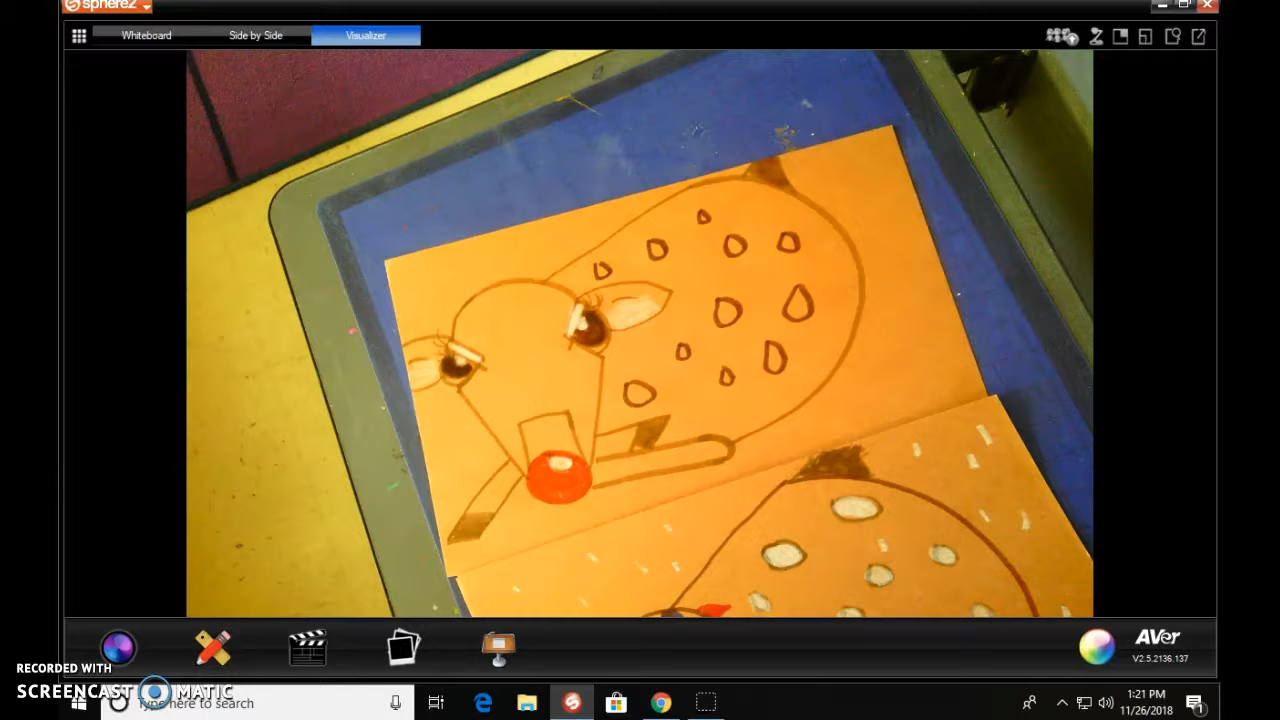 sphere2
Whiteboard
Side by Side
Visualizer
AVer
V2.5.2136.137
RECORDED WITH
SCREENCAST MATIC
Type here to search
1:21 PM
11/26/2018
1